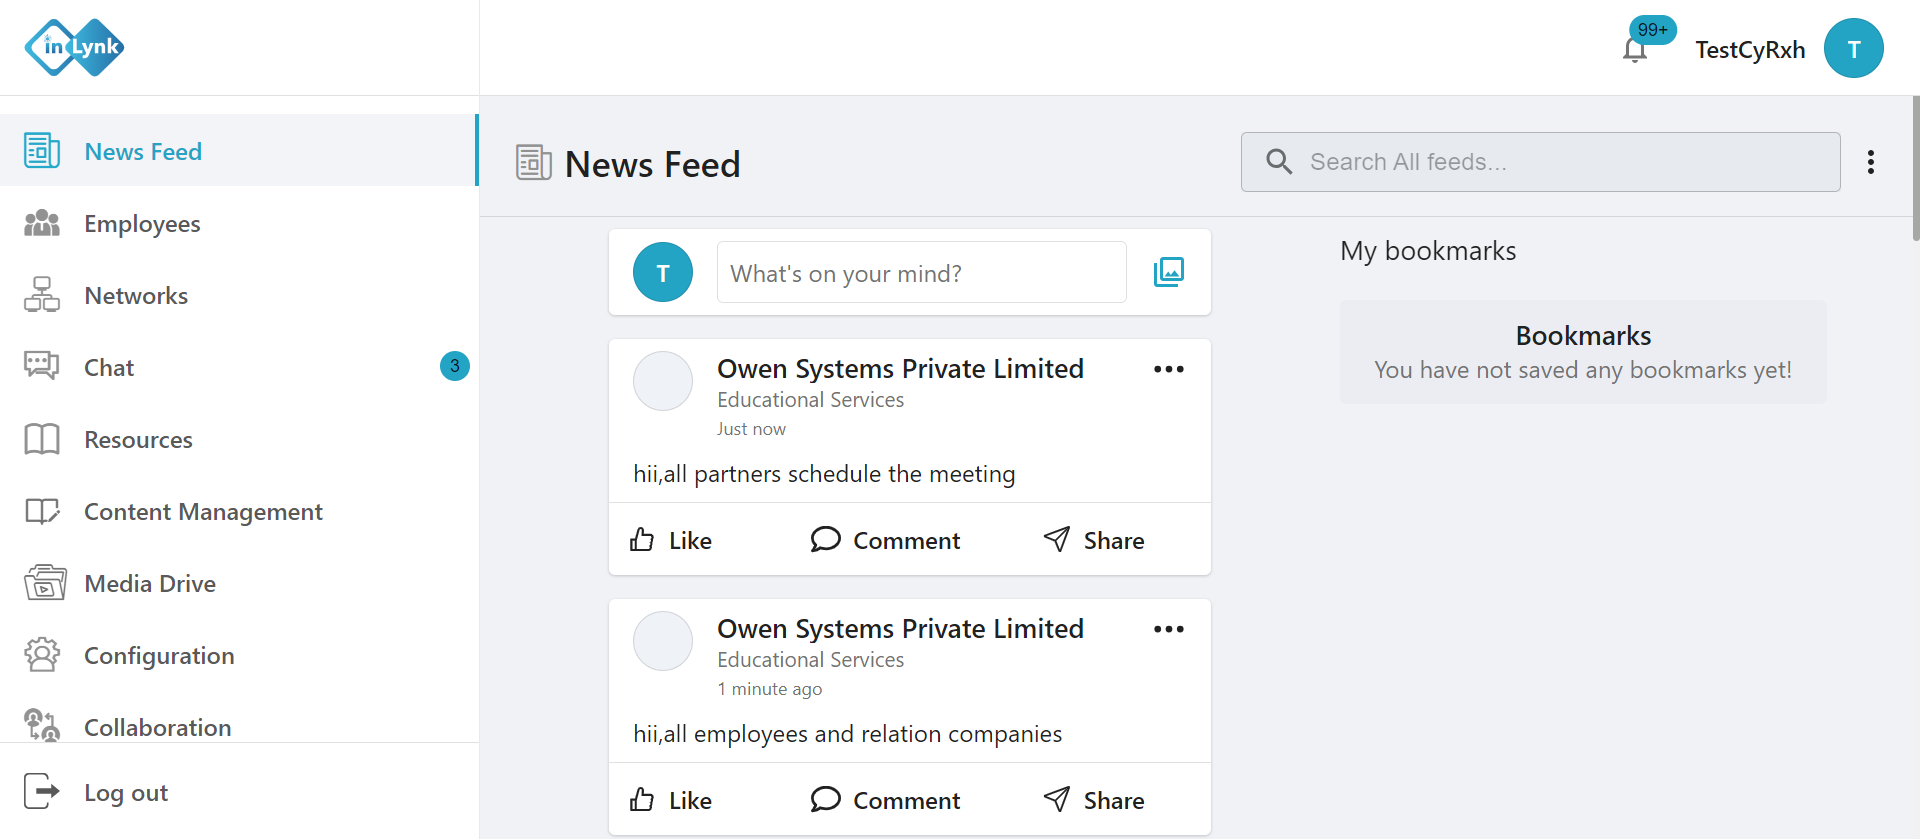 in Lynk
99+
TestCyRxh
T
News Feed
Employees
Networks
Chat
3
Resources
Content Management
Media Drive
Configuration
Collaboration
Log out
News Feed
Search All feeds...
T
What's on your mind?
Owen Systems Private Limited
Educational Services
Just now
hii,all partners schedule the meeting
Like Comment Share
Owen Systems Private Limited
Educational Services
1 minute ago
hii,all employees and relation companies
Like Comment Share
My bookmarks
Bookmarks
You have not saved any bookmarks yet!